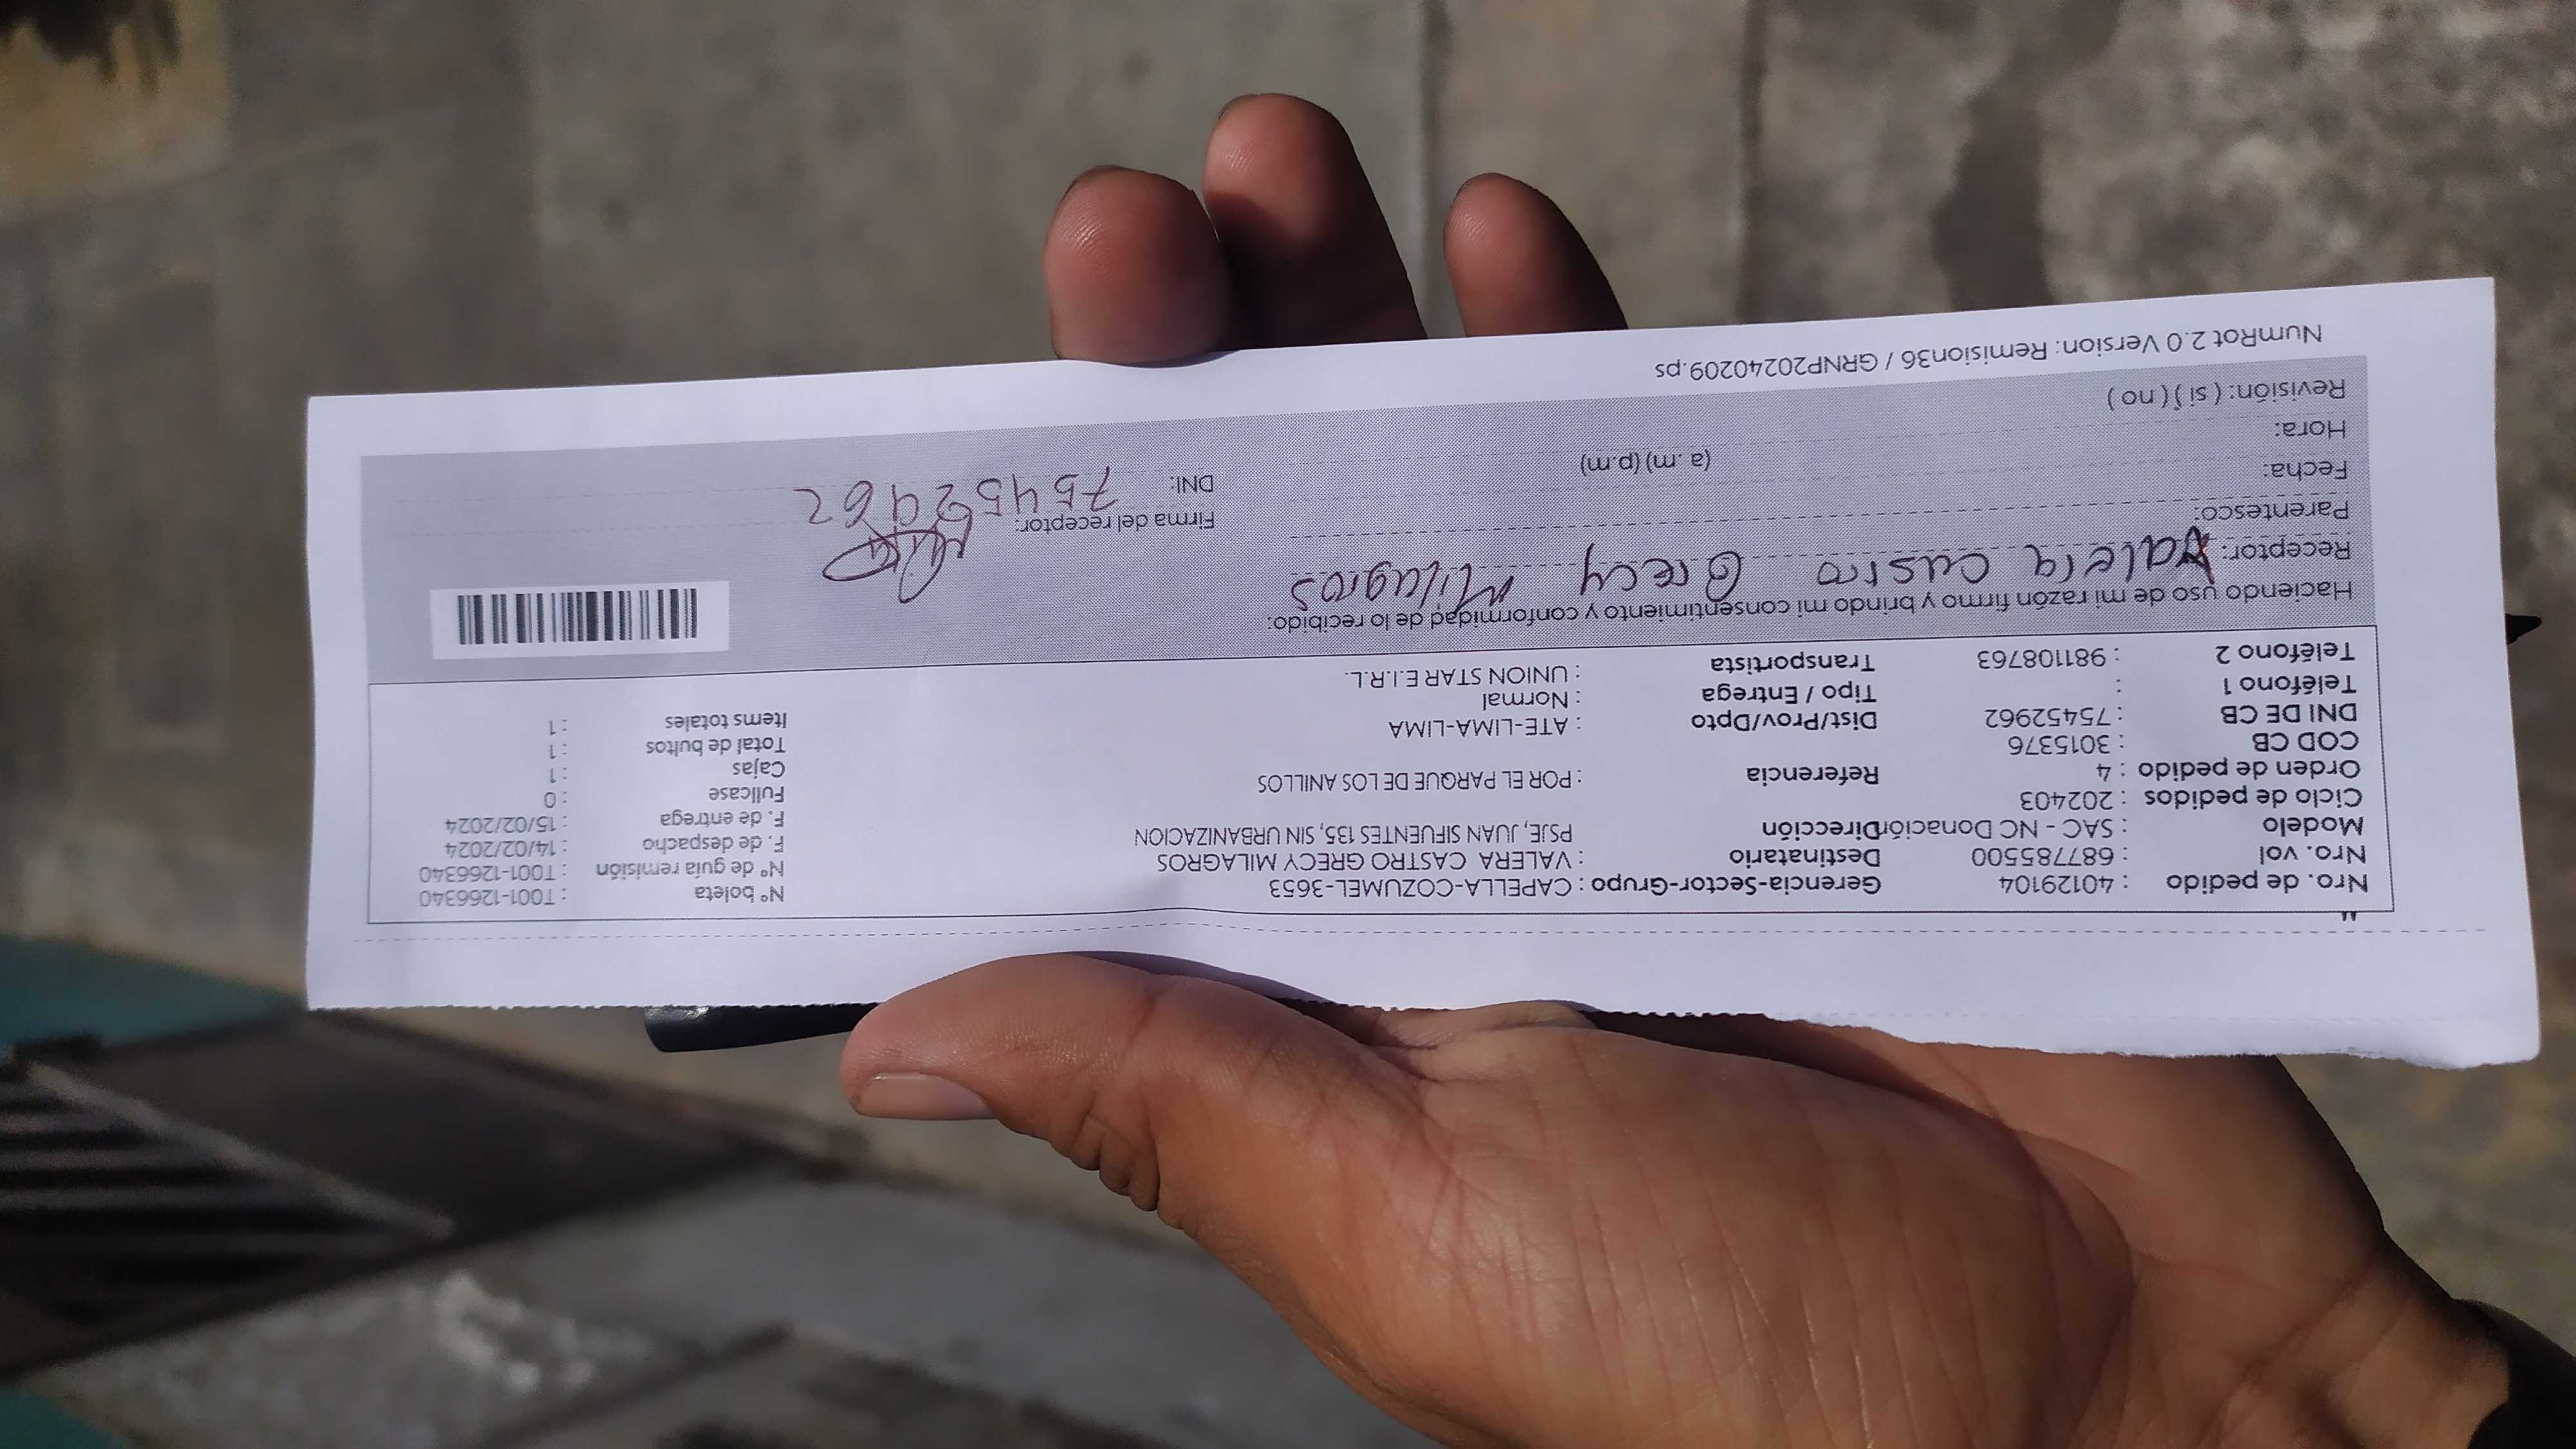 Nro. de pedido : 40129104 Gerencia-Sector-Grupo : CAPELLA-COZUMEL-3653 N° boleta : T001-1266340
Nro. vol : 687785500 Destinatario : VALERA CASTRO GRECY MILAGROS N° de guía remisión : T001-1266340
Modelo : SAC - NC Donación Dirección PSJE, JUAN SIFUENTES 135, SIN URBANIZACION F. de despacho : 14/02/2024
Ciclo de pedidos : 202403 F. de entrega : 15/02/2024
Orden de pedido : 4 Referencia : POR EL PARQUE DE LOS ANILLOS Fullcase : 0
COD CB : 3015376 Cajas : 1
DNI DE CB : 75452962 Dist/Prov/Dpto : ATE-LIMA-LIMA Total de bultos : 1
Teléfono 1 : Tipo / Entrega : Normal Items totales : 1
Teléfono 2 : 981108763 Transportista : UNION STAR E.I.R.L.
Haciendo uso de mi razón firmo y brindo mi consentimiento y conformidad de lo recibido:
Receptor: Valera Castro Grecy Milagros
Parentesco: Firma del receptor:
Fecha: DNI: 75452962
Hora: (a .m) (p.m)
Revisión: ( si ) ( no )
NumRot 2.0 Version: Remision36 / GRNP20240209.ps